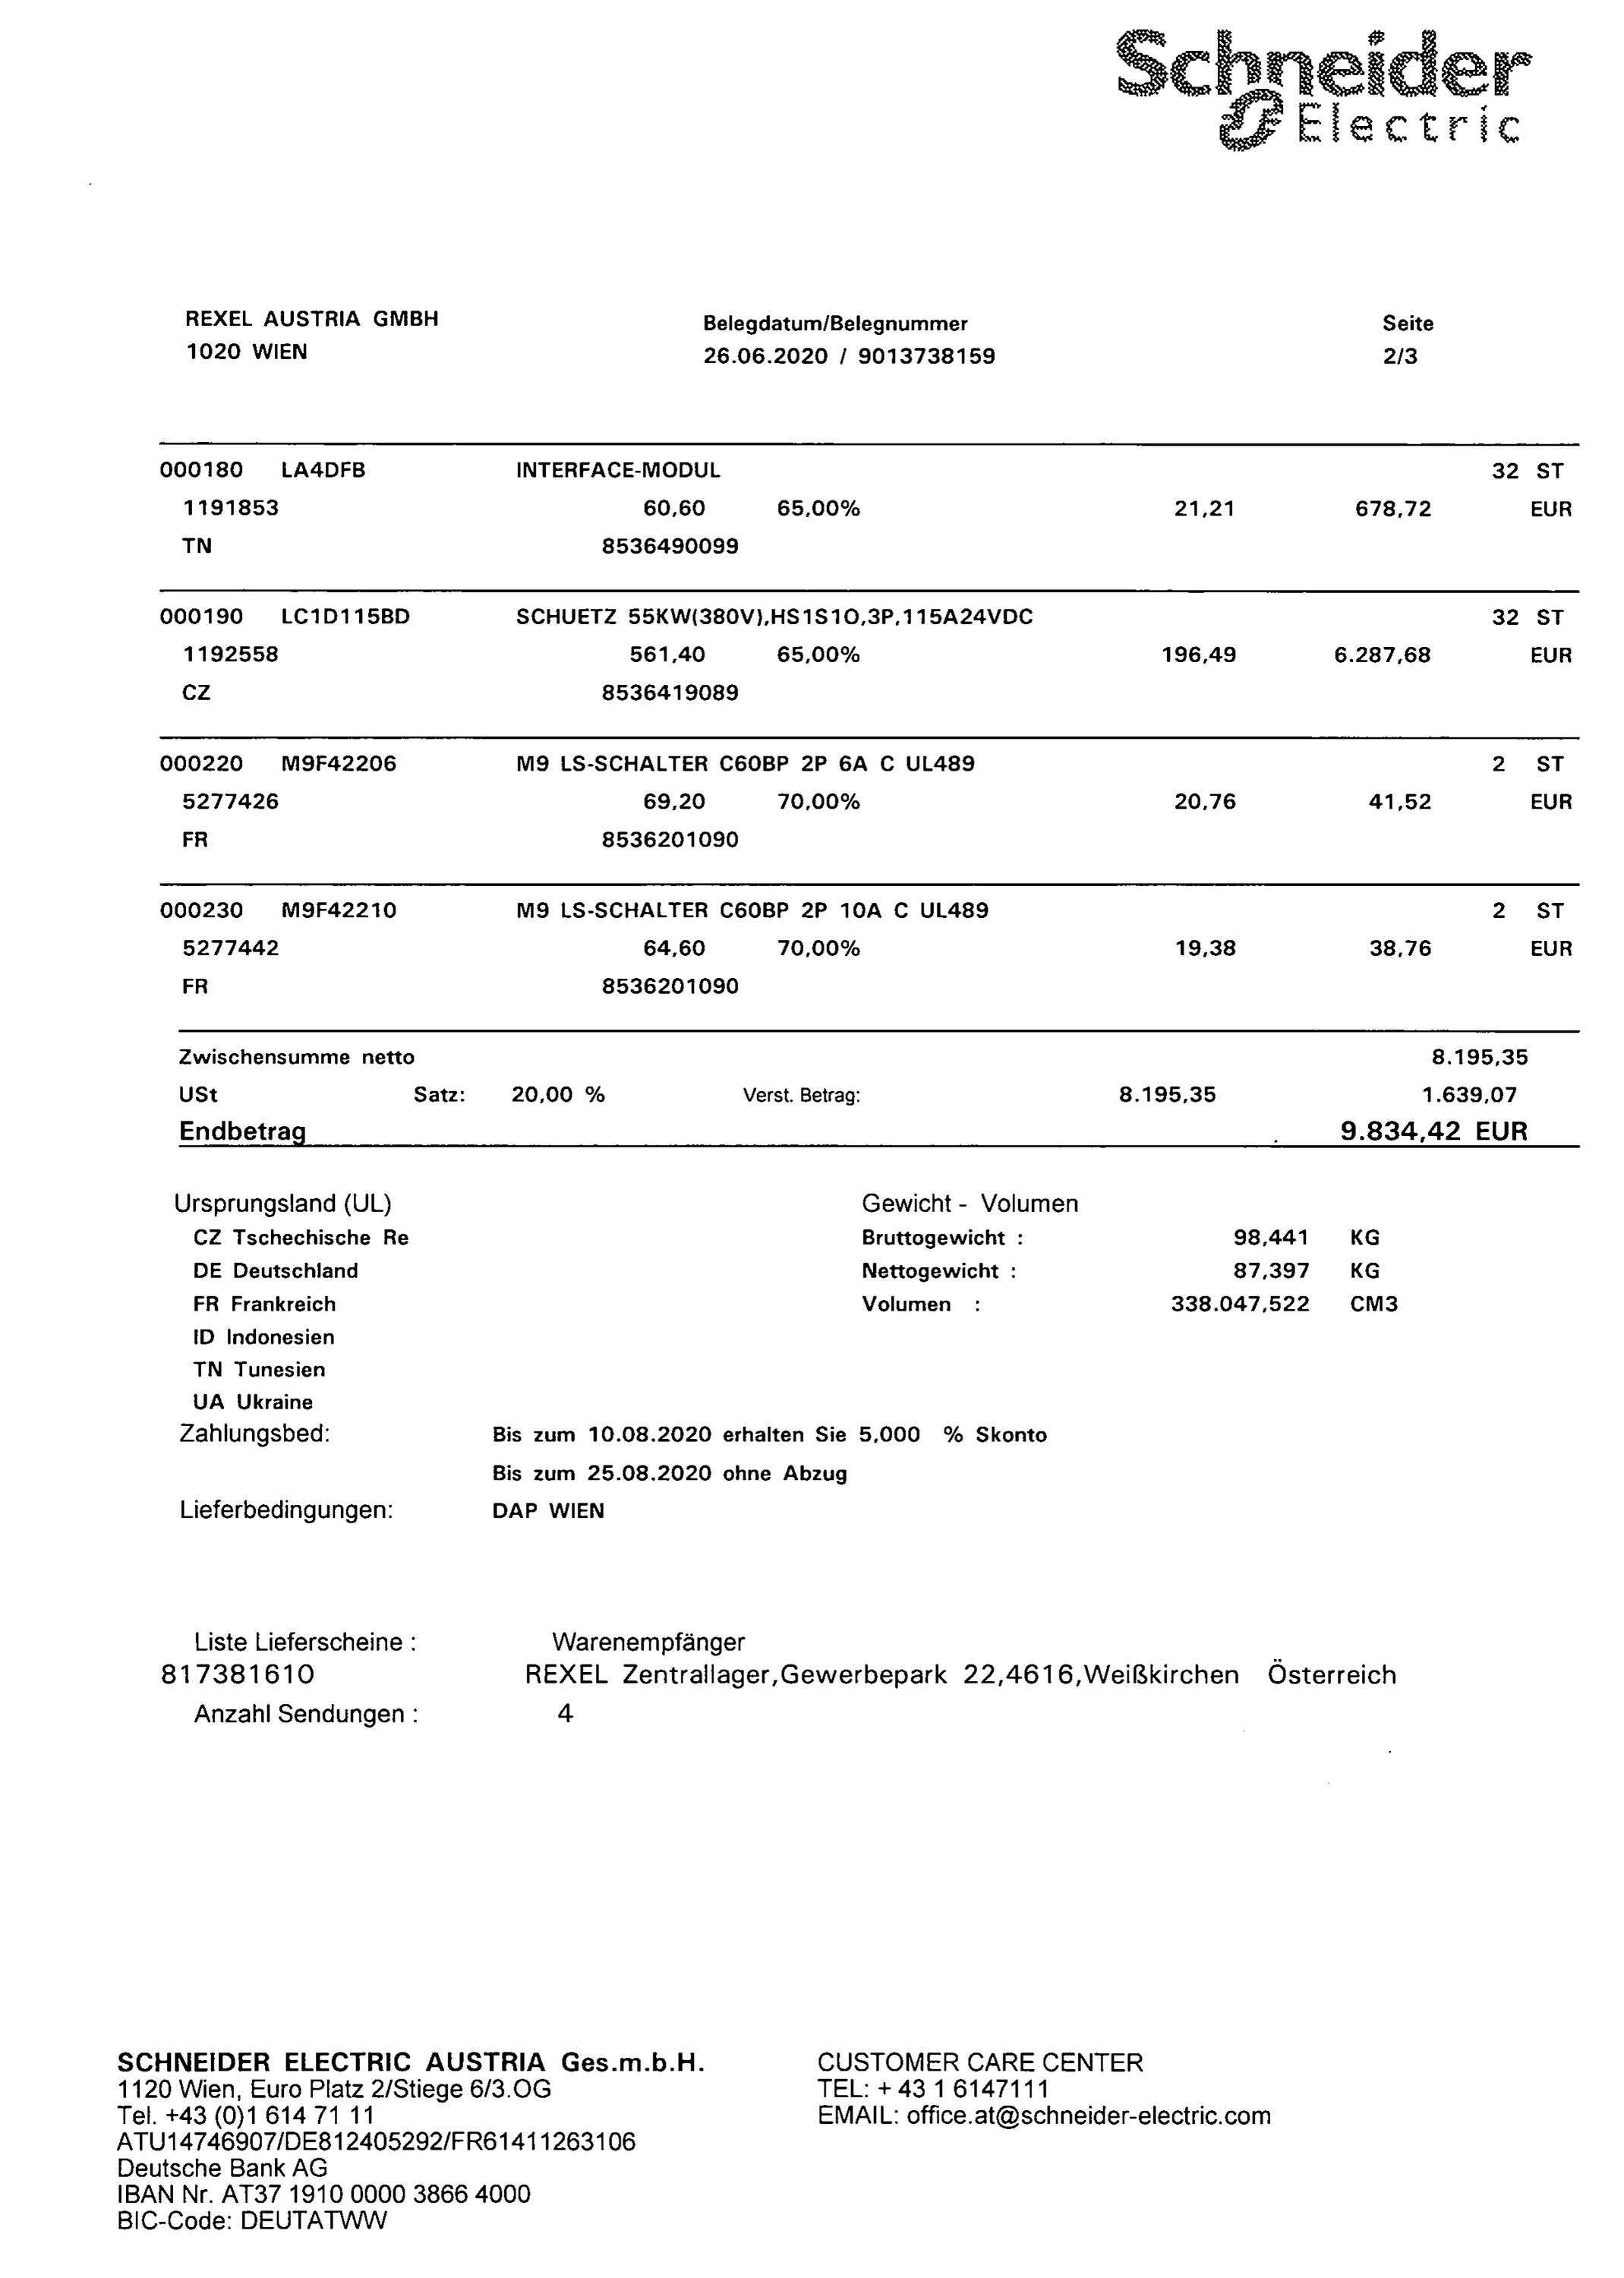 Schneider
Electric
REXEL AUSTRIA GMBH
1020 WIEN
Belegdatum/Belegnummer
26.06.2020 / 9013738159
Seite
2/3
000180 LA4DFB INTERFACE-MODUL 32 ST
1191853 60,60 65,00% 21,21 678,72 EUR
TN 8536490099
000190 LC1D115BD SCHUETZ 55KW(380V),HS1S1O,3P,115A24VDC 32 ST
1192558 561,40 65,00% 196,49 6.287,68 EUR
CZ 8536419089
000220 M9F42206 M9 LS-SCHALTER C60BP 2P 6A C UL489 2 ST
5277426 69,20 70,00% 20,76 41,52 EUR
FR 8536201090
000230 M9F42210 M9 LS-SCHALTER C60BP 2P 10A C UL489 2 ST
5277442 64,60 70,00% 19,38 38,76 EUR
FR 8536201090
Zwischensumme netto 8.195,35
USt Satz: 20,00 % Verst. Betrag: 8.195,35 1.639,07
Endbetrag 9.834,42 EUR
Ursprungsland (UL)
CZ Tschechische Re
DE Deutschland
FR Frankreich
ID Indonesien
TN Tunesien
UA Ukraine
Gewicht - Volumen
Bruttogewicht : 98,441 KG
Nettogewicht : 87,397 KG
Volumen : 338.047,522 CM3
Zahlungsbed: Bis zum 10.08.2020 erhalten Sie 5,000 % Skonto
Bis zum 25.08.2020 ohne Abzug
Lieferbedingungen: DAP WIEN
Liste Lieferscheine : Warenempfänger
817381610 REXEL Zentrallager,Gewerbepark 22,4616,Weißkirchen Österreich
Anzahl Sendungen : 4
SCHNEIDER ELECTRIC AUSTRIA Ges.m.b.H.
1120 Wien, Euro Platz 2/Stiege 6/3.OG
Tel. +43 (0)1 614 71 11
ATU14746907/DE812405292/FR61411263106
Deutsche Bank AG
IBAN Nr. AT37 1910 0000 3866 4000
BIC-Code: DEUTATWW
CUSTOMER CARE CENTER
TEL: + 43 1 6147111
EMAIL: office.at@schneider-electric.com